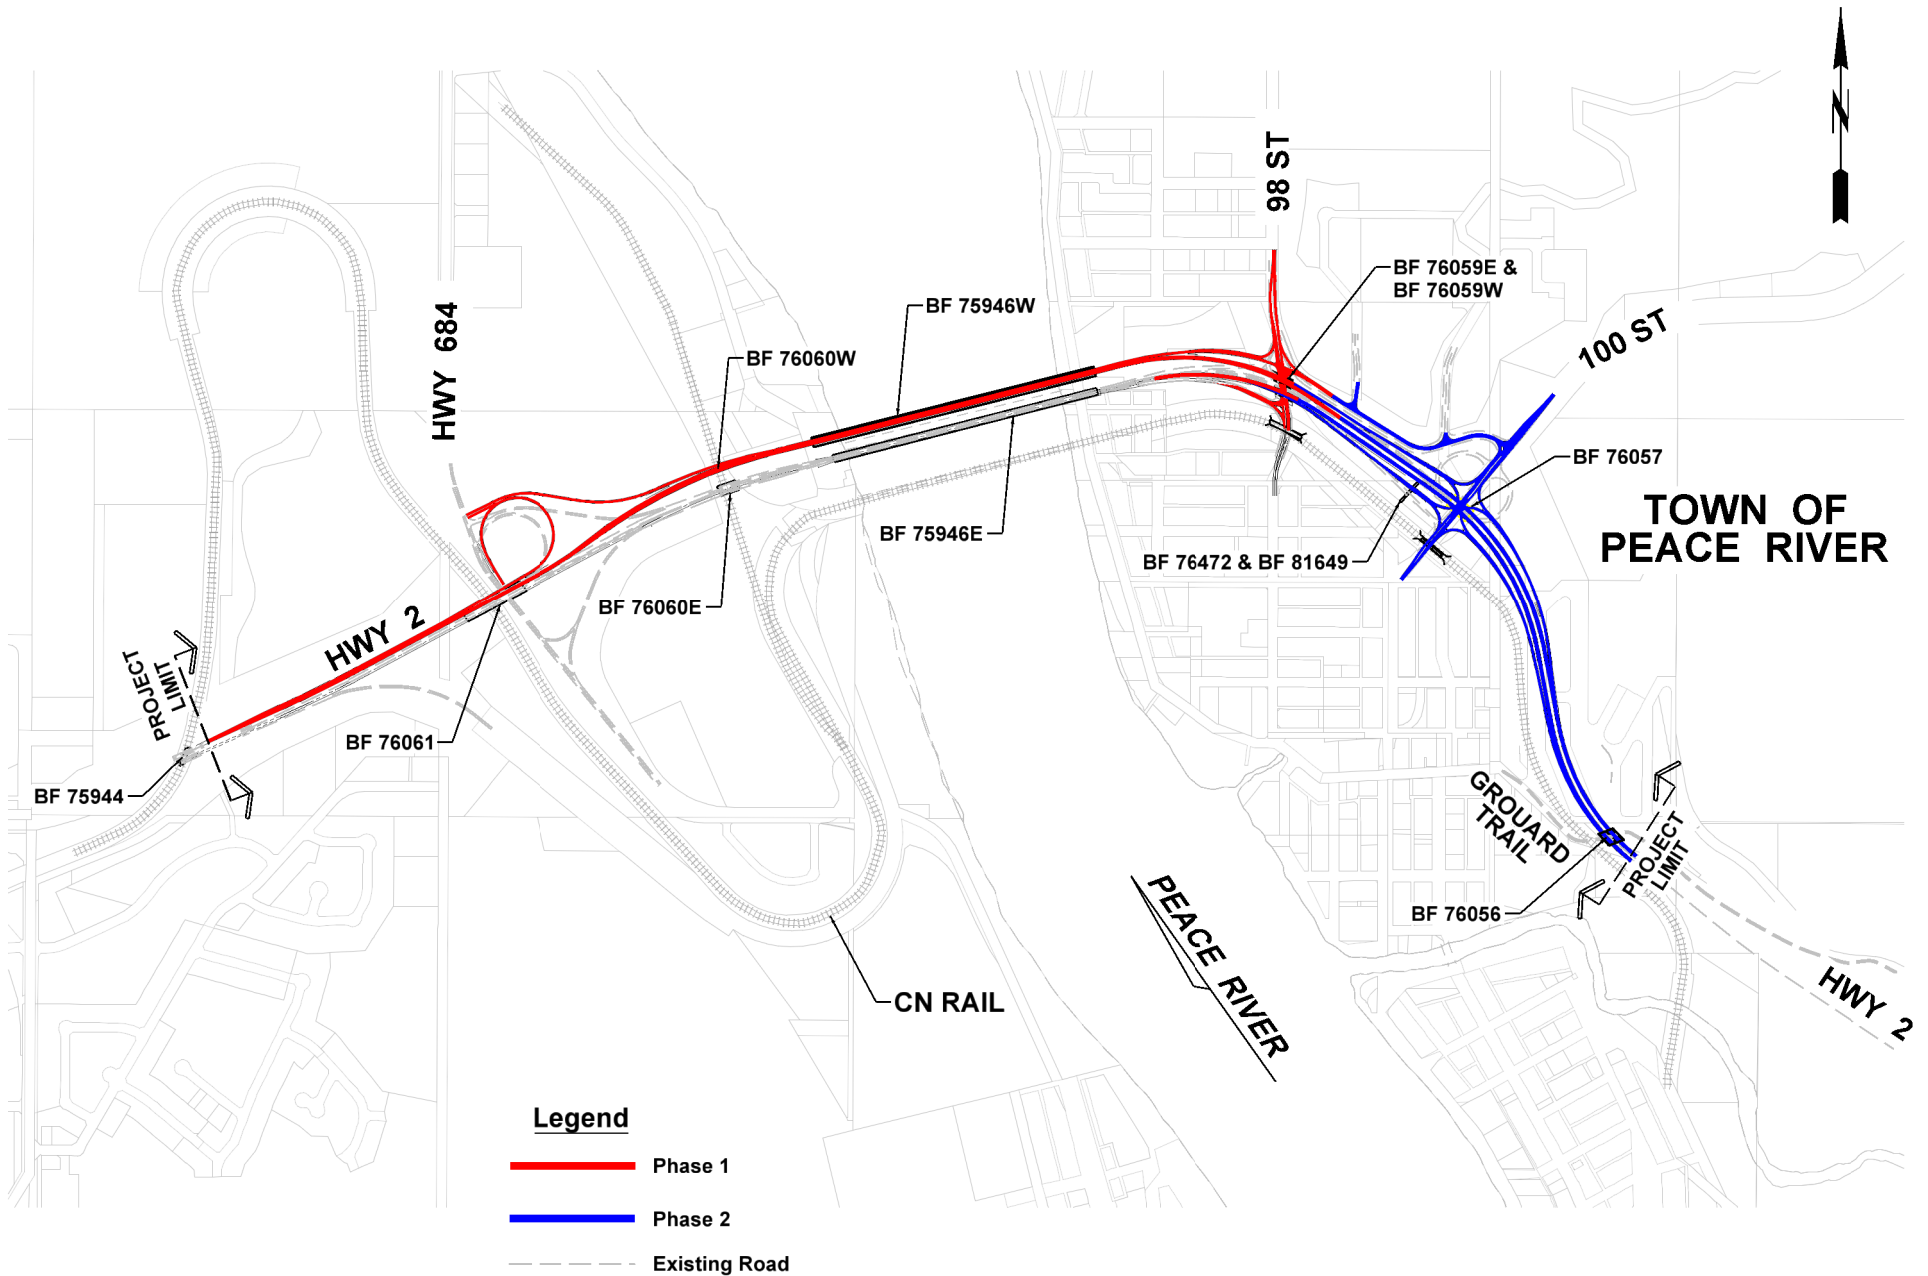 N
98 ST
BF 76059E &
BF 76059W
BF 75946W
HWY 684
BF 76060W
100 ST
BF 76057
TOWN OF
PEACE RIVER
BF 75946E
BF 76472 & BF 81649
BF 76060E
HWY 2
PROJECT
LIMIT
BF 76061
BF 75944
GROUARD
TRAIL
PROJECT
LIMIT
BF 76056
PEACE RIVER
HWY 2
CN RAIL
Legend
Phase 1
Phase 2
Existing Road